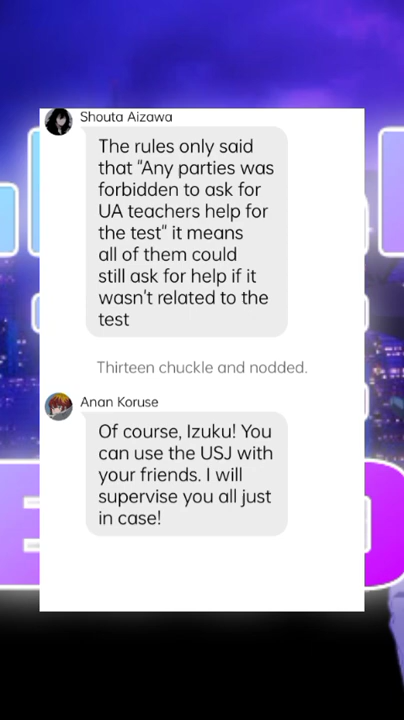 Shouta Aizawa
The rules only said
that "Any parties was
forbidden to ask for
UA teachers help for
the test" it means
all of them could
still ask for help if it
wasn't related to the
test
Thirteen chuckle and nodded.
Anan Koruse
Of course, Izuku! You
can use the USJ with
your friends. I will
supervise you all just
in case!